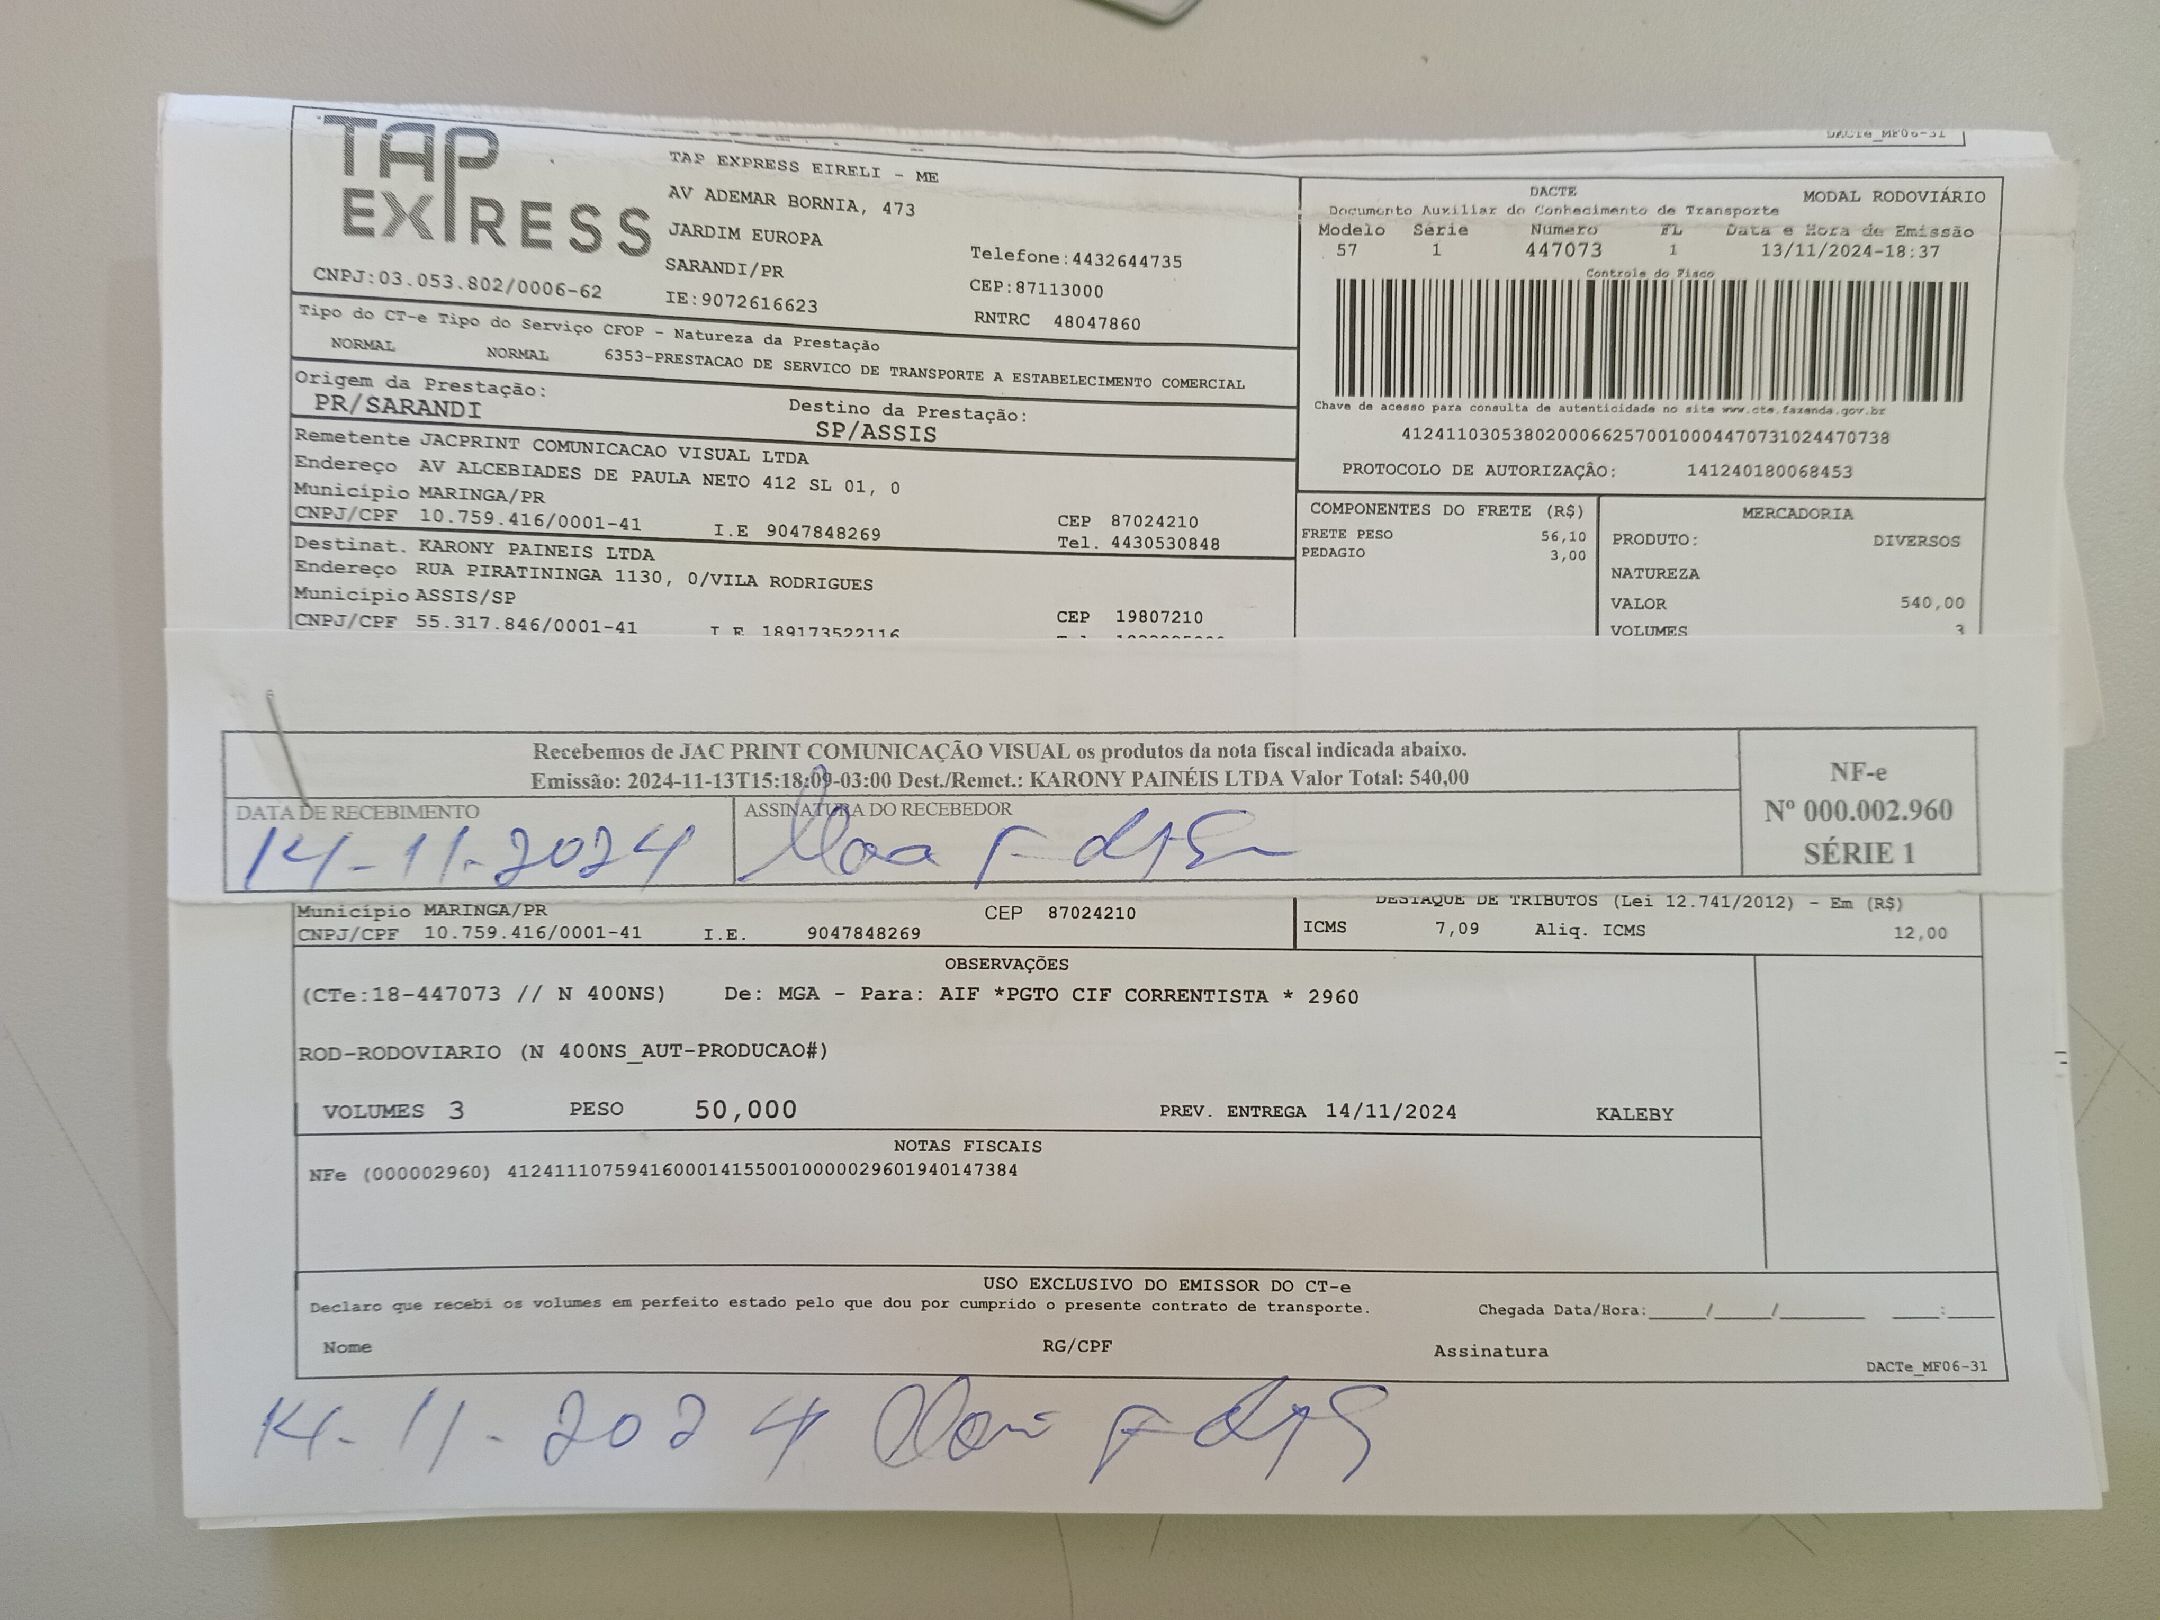 DACTe_MF06-31
TAP
EXPRESS
CNPJ:03.053.802/0006-62
TAP EXPRESS EIRELI - ME
AV ADEMAR BORNIA, 473
JARDIM EUROPA
SARANDI/PR
IE:9072616623
Telefone:4432644735
CEP:87113000
RNTRC 48047860
DACTE MODAL RODOVIÁRIO
Documento Auxiliar do Conhecimento de Transporte
Modelo Série Número FL Data e Hora de Emissão
57 1 447073 1 13/11/2024-18:37
Controle do Fisco
Chave de acesso para consulta de autenticidade no site www.cte.fazenda.gov.br
41241103053802000662570010004470731024470738
PROTOCOLO DE AUTORIZAÇÃO: 141240180068453
Tipo do CT-e Tipo do Serviço CFOP - Natureza da Prestação
NORMAL NORMAL 6353-PRESTACAO DE SERVICO DE TRANSPORTE A ESTABELECIMENTO COMERCIAL
Origem da Prestação: Destino da Prestação:
PR/SARANDI SP/ASSIS
Remetente JACPRINT COMUNICACAO VISUAL LTDA
Endereço AV ALCEBIADES DE PAULA NETO 412 SL 01, 0
Município MARINGA/PR CEP 87024210
CNPJ/CPF 10.759.416/0001-41 I.E 9047848269 Tel. 4430530848
Destinat. KARONY PAINEIS LTDA
Endereço RUA PIRATININGA 1130, 0/VILA RODRIGUES
Município ASSIS/SP CEP 19807210
CNPJ/CPF 55.317.846/0001-41 I.E 189173522116
COMPONENTES DO FRETE (R$)
FRETE PESO 56,10
PEDAGIO 3,00
MERCADORIA
PRODUTO: DIVERSOS
NATUREZA
VALOR 540,00
VOLUMES 3
Recebemos de JAC PRINT COMUNICAÇÃO VISUAL os produtos da nota fiscal indicada abaixo.
Emissão: 2024-11-13T15:18:09-03:00 Dest./Remet.: KARONY PAINÉIS LTDA Valor Total: 540,00
DATA DE RECEBIMENTO
14-11-2024
ASSINATURA DO RECEBEDOR
NF-e
Nº 000.002.960
SÉRIE 1
Município MARINGA/PR CEP 87024210
CNPJ/CPF 10.759.416/0001-41 I.E. 9047848269
DESTAQUE DE TRIBUTOS (Lei 12.741/2012) - Em (R$)
ICMS 7,09 Aliq. ICMS 12,00
OBSERVAÇÕES
(CTe:18-447073 // N 400NS) De: MGA - Para: AIF *PGTO CIF CORRENTISTA * 2960
ROD-RODOVIARIO (N 400NS_AUT-PRODUCAO#)
VOLUMES 3 PESO 50,000 PREV. ENTREGA 14/11/2024 KALEBY
NOTAS FISCAIS
NFe (000002960) 41241110759416000141550010000029601940147384
USO EXCLUSIVO DO EMISSOR DO CT-e
Declaro que recebi os volumes em perfeito estado pelo que dou por cumprido o presente contrato de transporte. Chegada Data/Hora:____/____/______ ____:____
Nome RG/CPF Assinatura
DACTe_MF06-31
14-11-2024